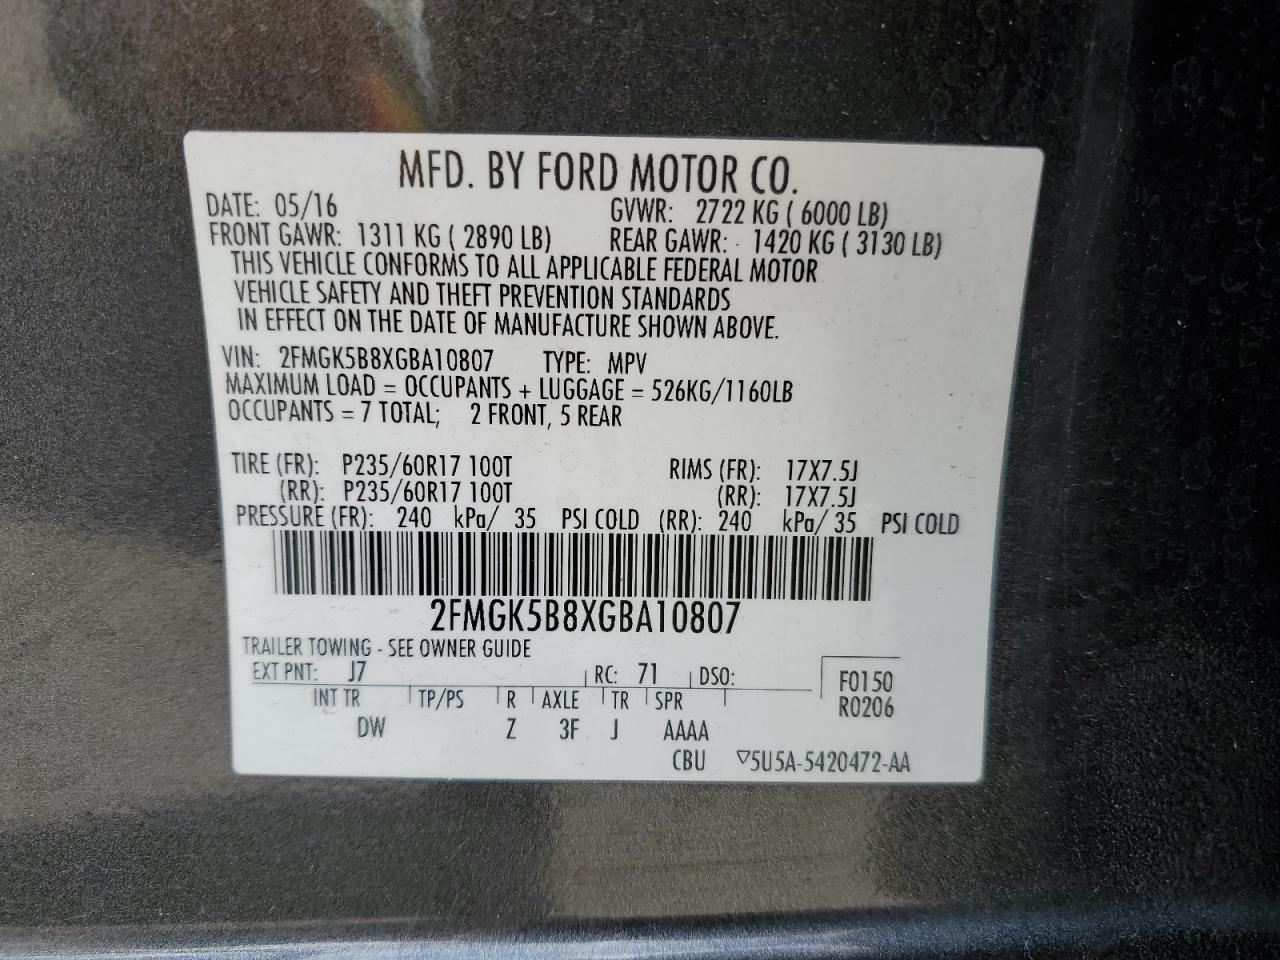 MFD. BY FORD MOTOR CO.
DATE: 05/16 GVWR: 2722 KG ( 6000 LB)
FRONT GAWR: 1311 KG ( 2890 LB) REAR GAWR: 1420 KG ( 3130 LB)
THIS VEHICLE CONFORMS TO ALL APPLICABLE FEDERAL MOTOR
VEHICLE SAFETY AND THEFT PREVENTION STANDARDS
IN EFFECT ON THE DATE OF MANUFACTURE SHOWN ABOVE.
VIN: 2FMGK5B8XGBA10807 TYPE: MPV
MAXIMUM LOAD = OCCUPANTS + LUGGAGE = 526KG/1160LB
OCCUPANTS = 7 TOTAL; 2 FRONT, 5 REAR
TIRE (FR): P235/60R17 100T RIMS (FR): 17X7.5J
(RR): P235/60R17 100T (RR): 17X7.5J
PRESSURE (FR): 240 kPa/ 35 PSI COLD (RR): 240 kPa/ 35 PSI COLD
2FMGK5B8XGBA10807
TRAILER TOWING - SEE OWNER GUIDE
EXT PNT: J7 RC: 71 DSO: F0150
INT TR TP/PS R AXLE TR SPR R0206
DW Z 3F J AAAA
CBU ▽5U5A-5420472-AA